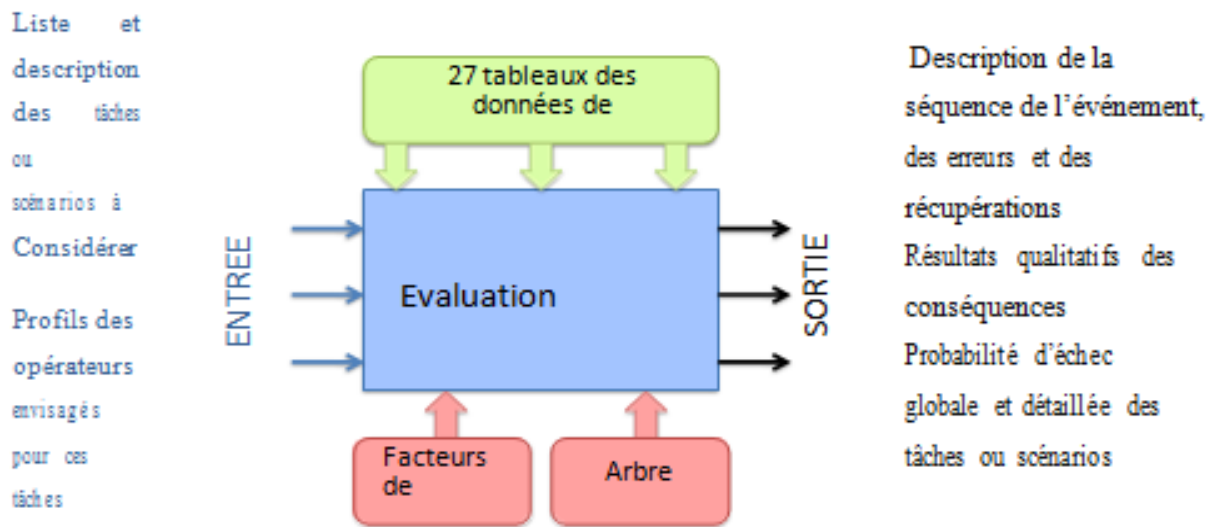 Liste et
description
des tâches
ou
scénarios à
Considérer
Profils des
opérateurs
envisagés
pour ces
tâches
ENTREE
27 tableaux des
données de
Evaluation
Facteurs
de
Arbre
SORTIE
Description de la
séquence de l’événement,
des erreurs et des
récupérations
Résultats qualitatifs des
conséquences
Probabilité d’échec
globale et détaillée des
tâches ou scénarios